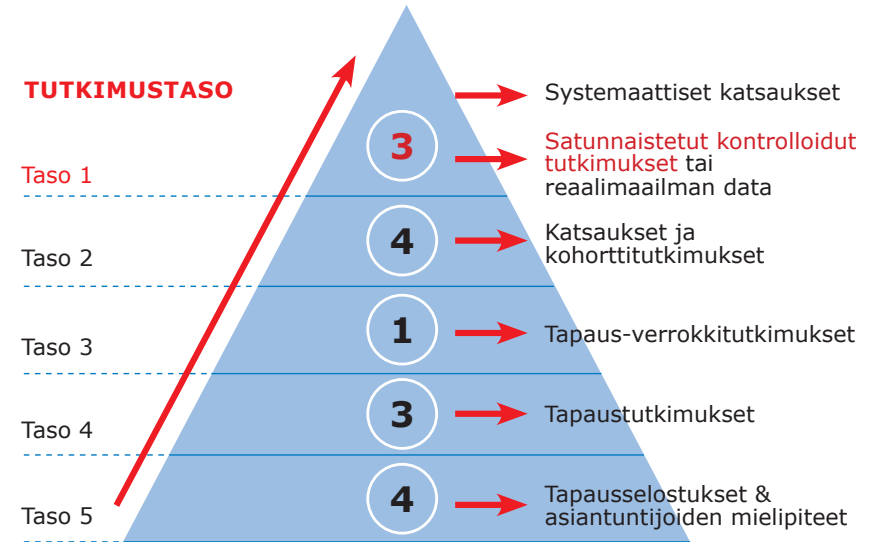 TUTKIMUSTASO
Systemaattiset katsaukset
Taso 1
3
Satunnaistetut kontrolloidut
tutkimukset tai
reaalimaailman data
Taso 2
4
Katsaukset ja
kohorttitutkimukset
Taso 3
1
Tapaus-verrokkitutkimukset
Taso 4
3
Tapaustutkimukset
Taso 5
4
Tapausselostukset &
asiantuntijoiden mielipiteet